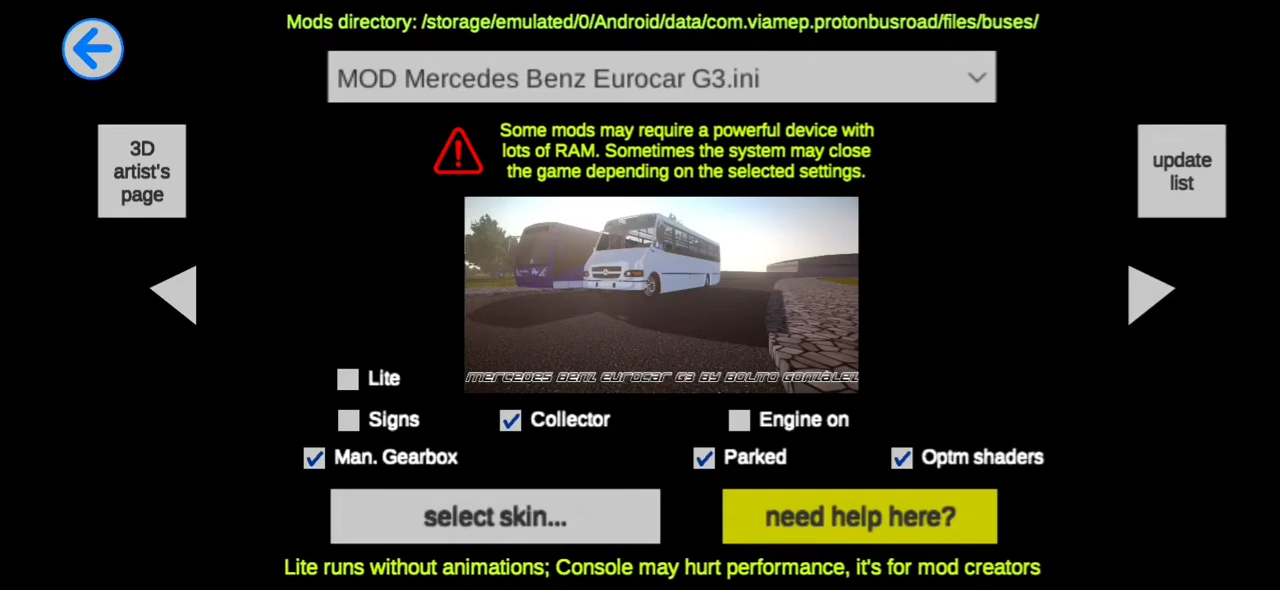 Mods directory: /storage/emulated/0/Android/data/com.viamep.protonbusroad/files/buses/
MOD Mercedes Benz Eurocar G3.ini
3D
artist's
page
Some mods may require a powerful device with
lots of RAM. Sometimes the system may close
the game depending on the selected settings.
update
list
MERCEDES BENZ EUROCAR G3 BY BOLITO GONZALEZ
Lite
Signs
Collector
Engine on
Man. Gearbox
Parked
Optm shaders
select skin...
need help here?
Lite runs without animations; Console may hurt performance, it's for mod creators